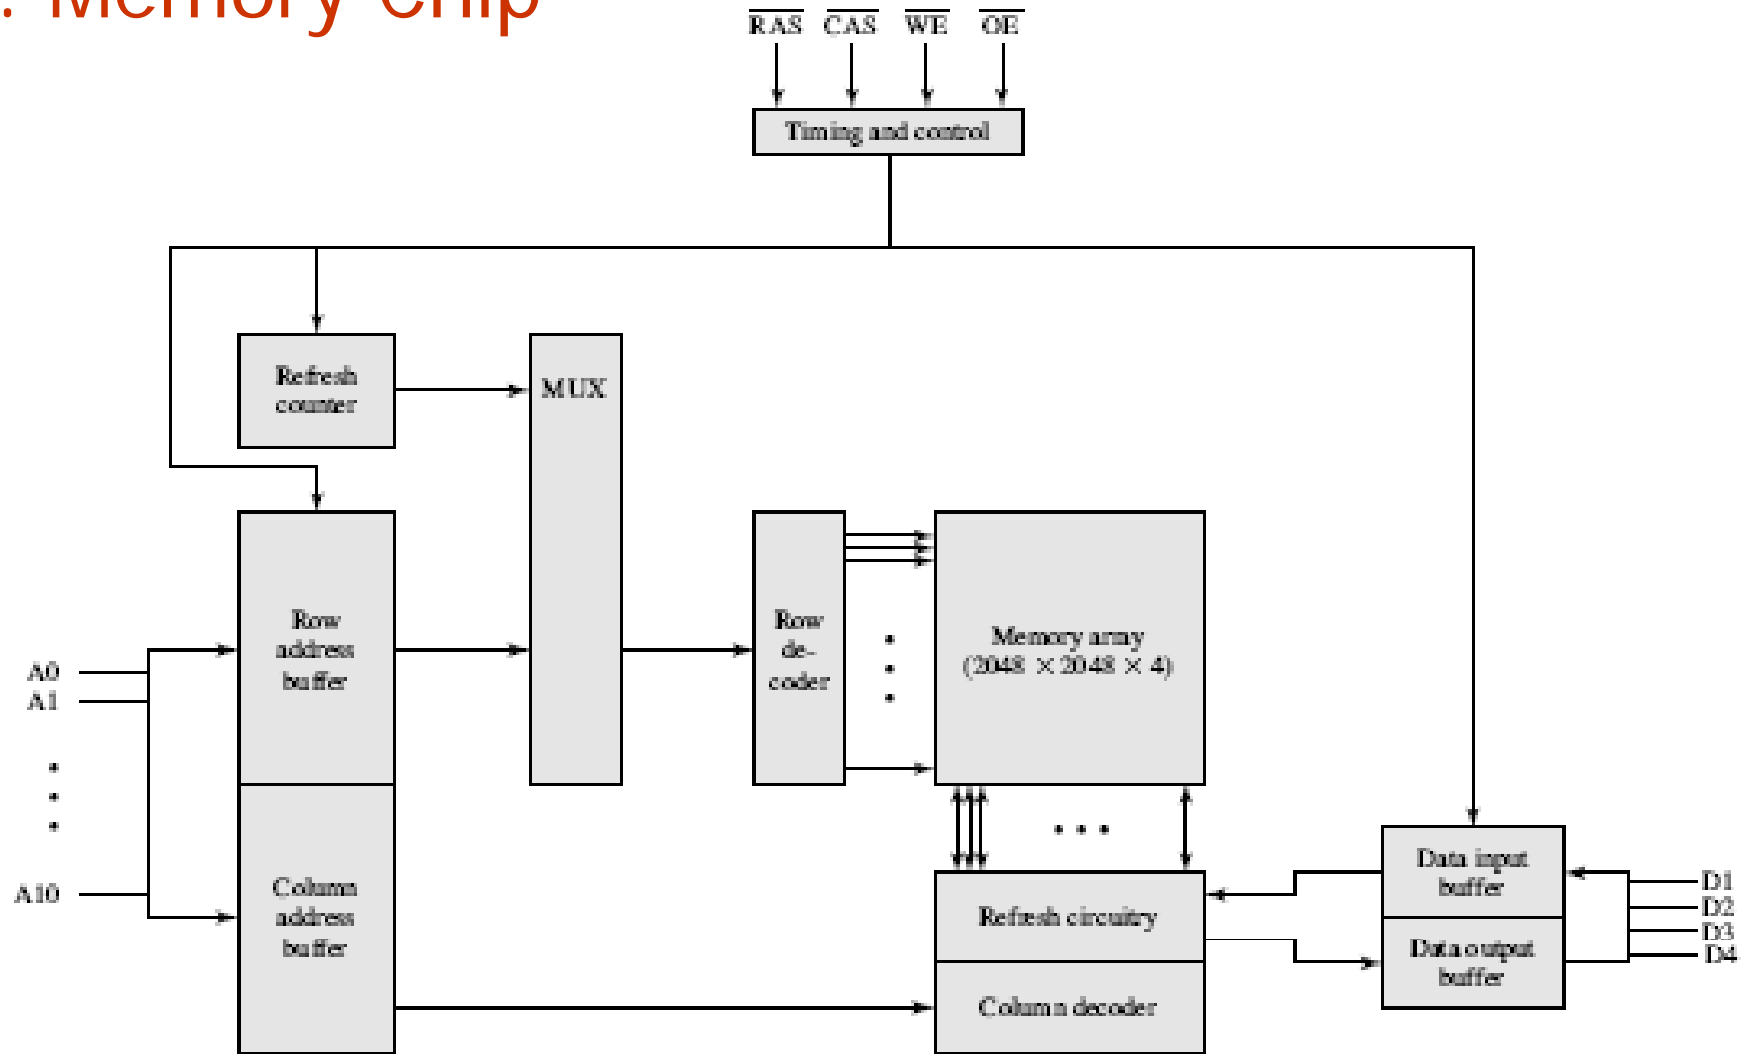 . Memory Chip
RAS CAS WE OE
Timing and control
Refresh
counter
MUX
Row
address
buffer
Row
de-
coder
Memory array
(2048 × 2048 × 4)
A0
A1
A10
Column
address
buffer
Refresh circuitry
Column decoder
Data input
buffer
Data output
buffer
D1
D2
D3
D4